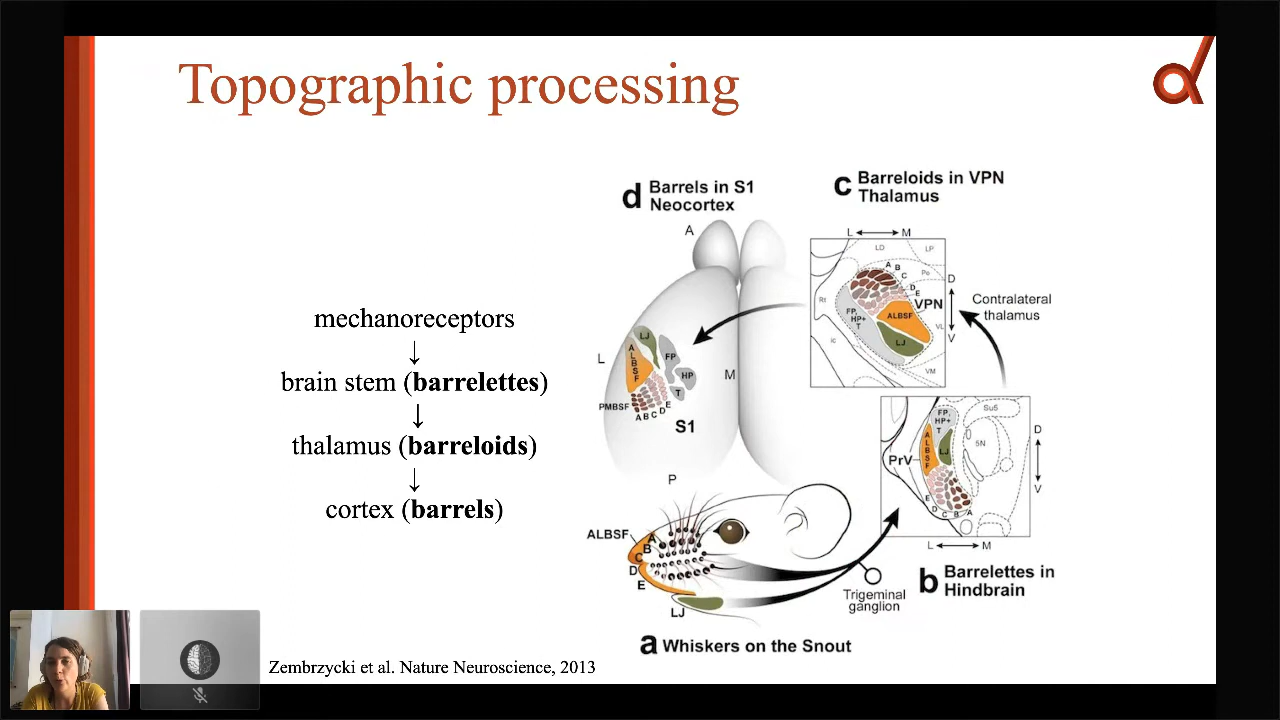 Topographic processing
mechanoreceptors
↓
brain stem (barrelettes)
↓
thalamus (barreloids)
↓
cortex (barrels)
d Barrels in S1
Neocortex
A
L
M
P
LJ
A
L
B
S
F
FP
HP
T
PMBSF
A B C D E
S1
c Barreloids in VPN
Thalamus
L M
LD
LP
Po
Rt
A
B
C
D
E
VPN
FP,
HP+
T
ALBSF
LJ
VL
ic
VM
D
V
Contralateral
thalamus
FP,
HP+
T
A
L
B
S
F
LJ
Su5
5N
PrV
E
D
C
B
A
D
V
L M
b Barrelettes in
Hindbrain
ALBSF
A
B
C
D
E
LJ
Trigeminal
ganglion
a Whiskers on the Snout
Zembrzycki et al. Nature Neuroscience, 2013